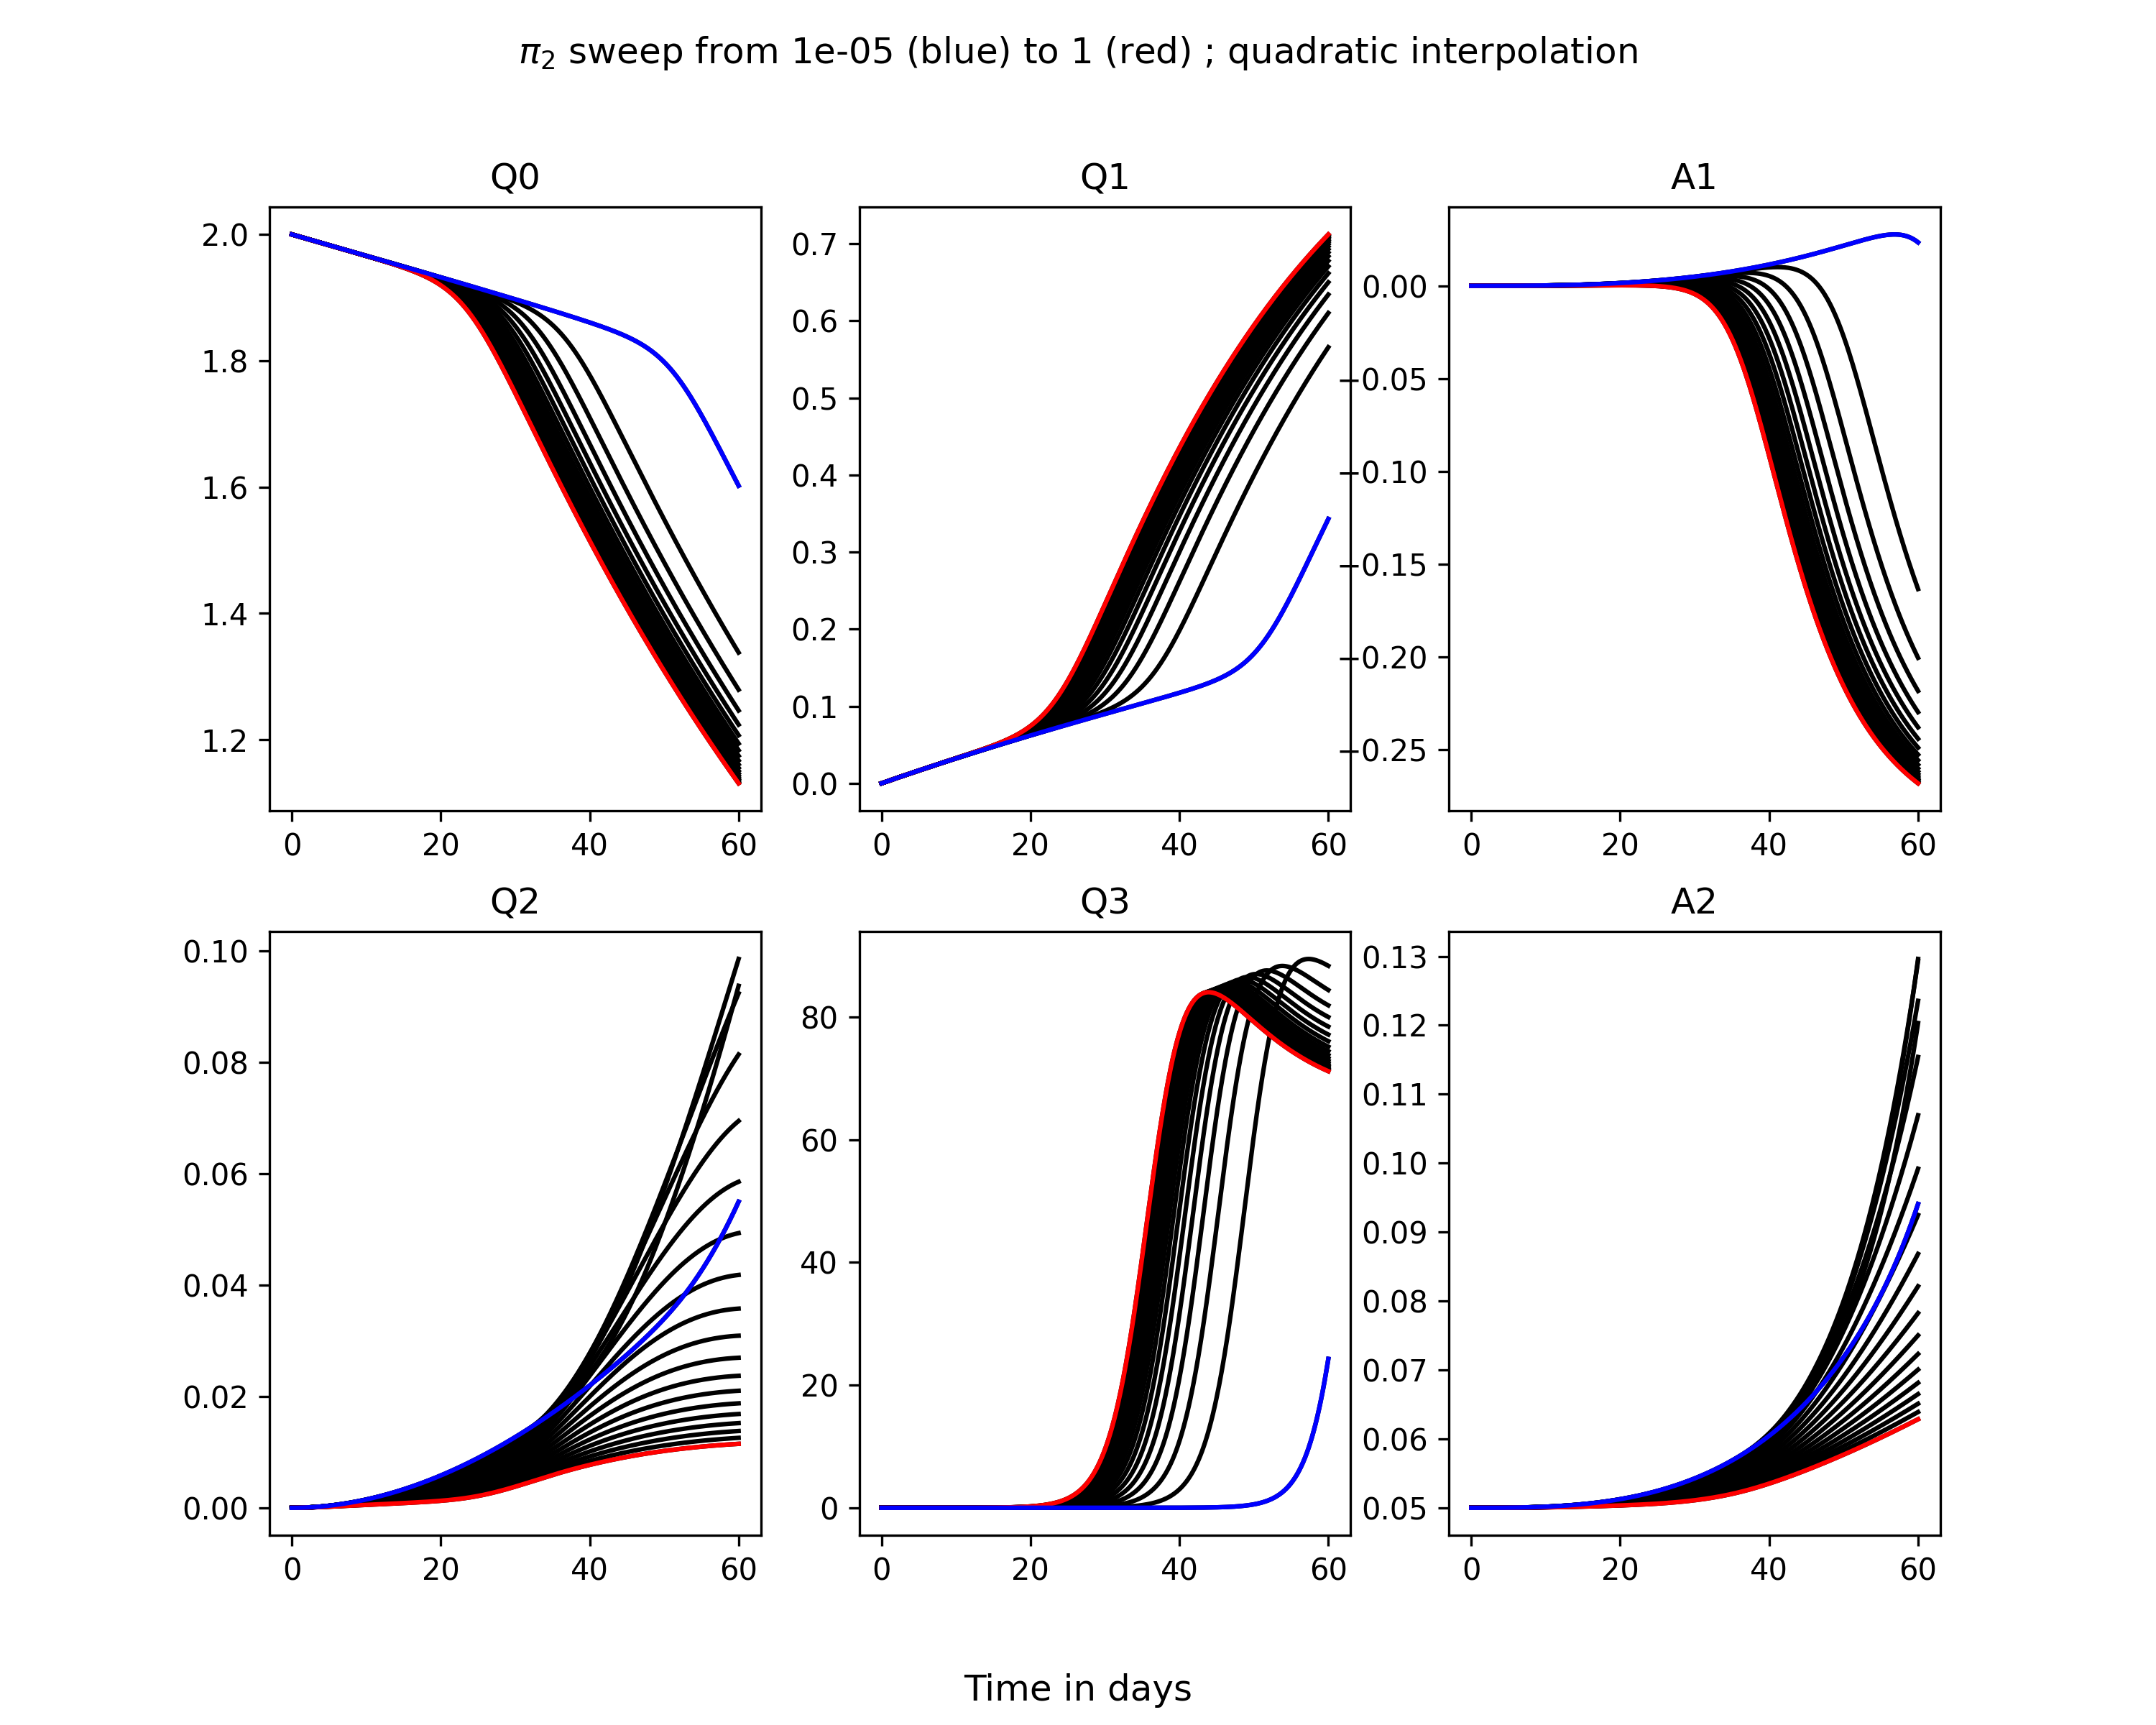 π₂ sweep from 1e-05 (blue) to 1 (red) ; quadratic interpolation
Q0
2.0
1.8
1.6
1.4
1.2
0 20 40 60
Q1
0.7
0.6
0.5
0.4
0.3
0.2
0.1
0.0
0 20 40 60
A1
0.00
−0.05
−0.10
−0.15
−0.20
−0.25
0 20 40 60
Q2
0.10
0.08
0.06
0.04
0.02
0.00
0 20 40 60
Q3
80
60
40
20
0
0 20 40 60
A2
0.13
0.12
0.11
0.10
0.09
0.08
0.07
0.06
0.05
0 20 40 60
Time in days